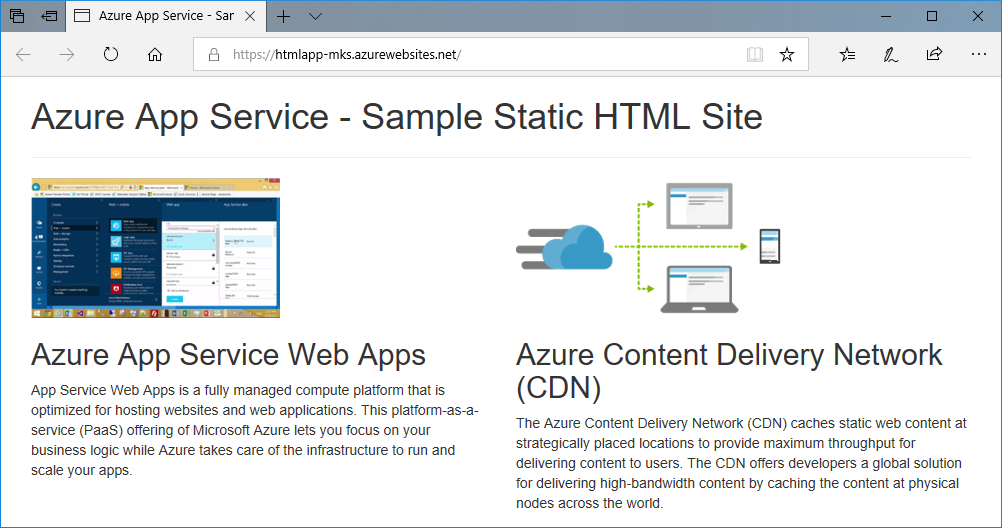 Azure App Service - Sar
https://htmlapp-mks.azurewebsites.net/
Azure App Service - Sample Static HTML Site
Azure App Service Web Apps
App Service Web Apps is a fully managed compute platform that is
optimized for hosting websites and web applications. This platform-as-a-
service (PaaS) offering of Microsoft Azure lets you focus on your
business logic while Azure takes care of the infrastructure to run and
scale your apps.
Azure Content Delivery Network
(CDN)
The Azure Content Delivery Network (CDN) caches static web content at
strategically placed locations to provide maximum throughput for
delivering content to users. The CDN offers developers a global solution
for delivering high-bandwidth content by caching the content at physical
nodes across the world.